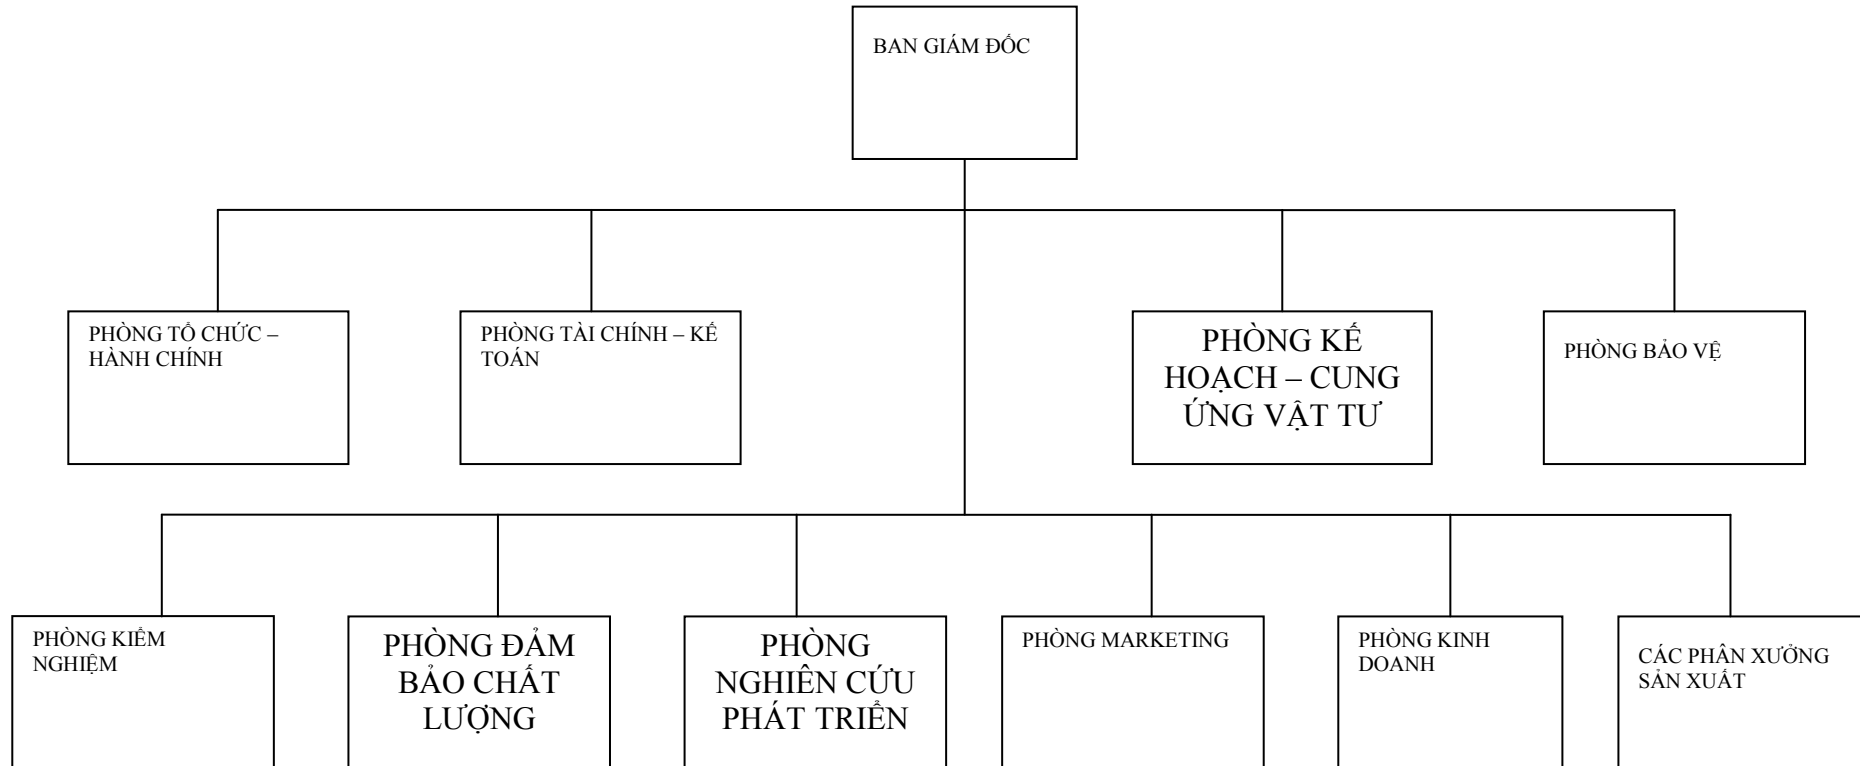 BAN GIÁM ĐỐC
PHÒNG TỔ CHỨC –
HÀNH CHÍNH
PHÒNG TÀI CHÍNH – KẾ
TOÁN
PHÒNG KẾ
HOẠCH – CUNG
ỨNG VẬT TƯ
PHÒNG BẢO VỆ
PHÒNG KIỂM
NGHIỆM
PHÒNG ĐẢM
BẢO CHẤT
LƯỢNG
PHÒNG
NGHIÊN CỨU
PHÁT TRIỂN
PHÒNG MARKETING
PHÒNG KINH
DOANH
CÁC PHÂN XƯỞNG
SẢN XUẤT